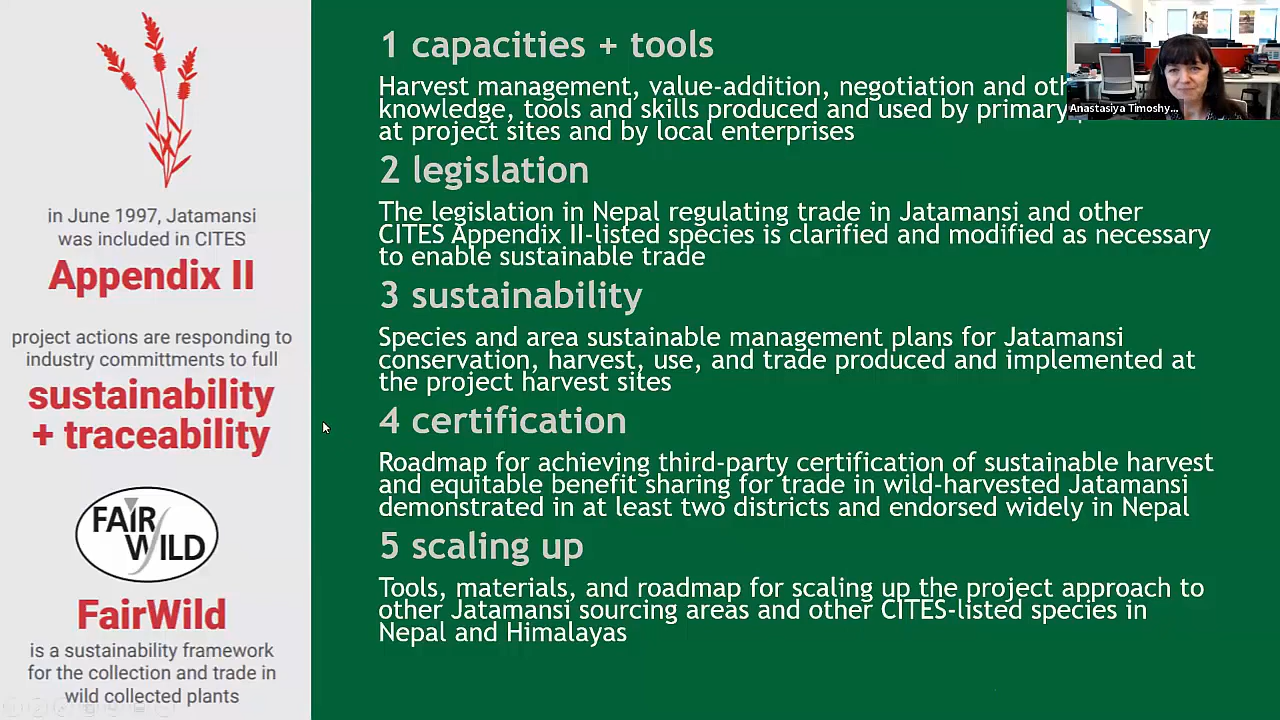 in June 1997, Jatamansi
was included in CITES
Appendix II
project actions are responding to
industry committments to full
sustainability
+ traceability
FAIR
WILD
FairWild
is a sustainability framework
for the collection and trade in
wild collected plants
1 capacities + tools
Harvest management, value-addition, negotiation and
knowledge, tools and skills produced and used by primary
at project sites and by local enterprises
2 legislation
The legislation in Nepal regulating trade in Jatamansi and other
CITES Appendix II-listed species is clarified and modified as necessary
to enable sustainable trade
3 sustainability
Species and area sustainable management plans for Jatamansi
conservation, harvest, use, and trade produced and implemented at
the project harvest sites
4 certification
Roadmap for achieving third-party certification of sustainable harvest
and equitable benefit sharing for trade in wild-harvested Jatamansi
demonstrated in at least two districts and endorsed widely in Nepal
5 scaling up
Tools, materials, and roadmap for scaling up the project approach to
other Jatamansi sourcing areas and other CITES-listed species in
Nepal and Himalayas
Anastasiya Timoshy...